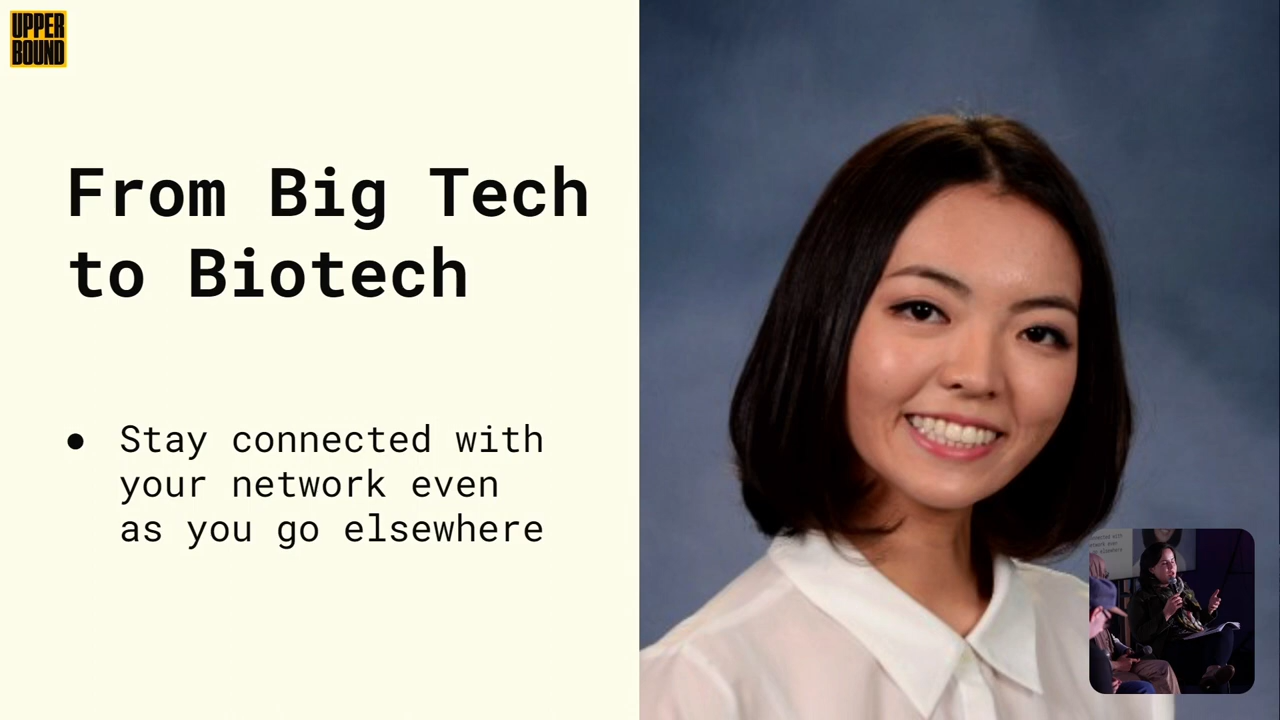 UPPER
BOUND
From Big Tech
to Biotech
● Stay connected with
your network even
as you go elsewhere